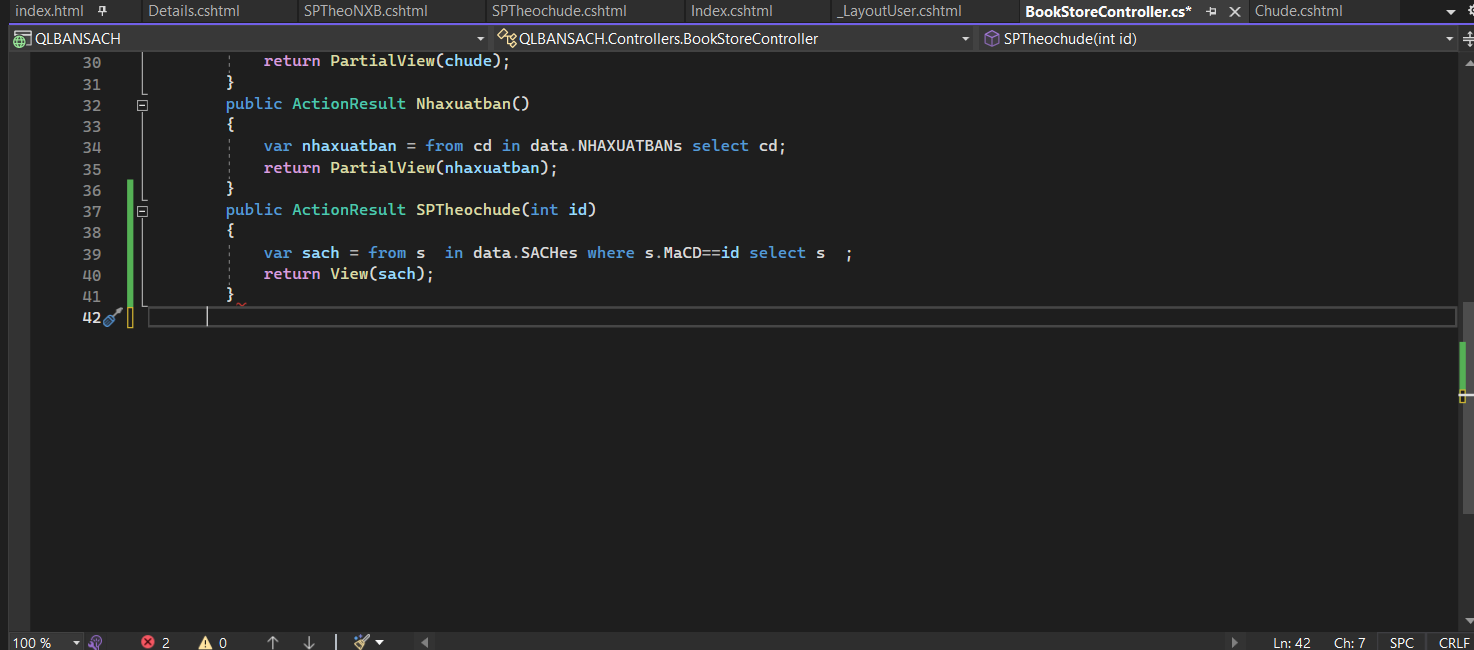 index.html Details.cshtml SPTheoNXB.cshtml SPTheochude.cshtml Index.cshtml _LayoutUser.cshtml BookStoreController.cs* Chude.cshtml
QLBANSACH QLBANSACH.Controllers.BookStoreController SPTheochude(int id)
30 return PartialView(chude);
31 }
32 public ActionResult Nhaxuatban()
33 {
34 var nhaxuatban = from cd in data.NHAXUATBANs select cd;
35 return PartialView(nhaxuatban);
36 }
37 public ActionResult SPTheochude(int id)
38 {
39 var sach = from s  in data.SACHes where s.MaCD==id select s  ;
40 return View(sach);
41 }
42
100 % 2 0 Ln: 42 Ch: 7 SPC CRLF